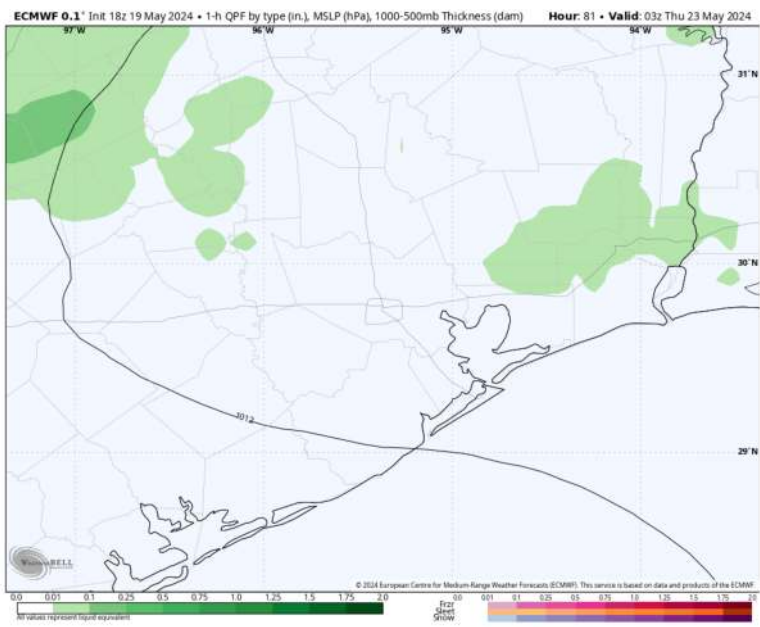 ECMWF 0.1° Init 18z 19 May 2024 • 1-h QPF by type (in.), MSLP (hPa), 1000-500mb Thickness (dam) Hour: 81 • Valid: 03z Thu 23 May 2024
97°W 96°W 95°W 94°W
31°N
30°N
1012
29°N
WeatherBELL
© 2024 European Centre for Medium-Range Weather Forecasts (ECMWF). This service is based on data and products of the ECMWF
0.0 0.01 0.1 0.25 0.5 0.75 1.0 1.25 1.5 1.75 2.0
All values represent liquid equivalent
0.0 0.01 0.1 0.25 0.5 0.75 1.0 1.25 1.5 1.75 2.0
Frzr
Sleet
Snow